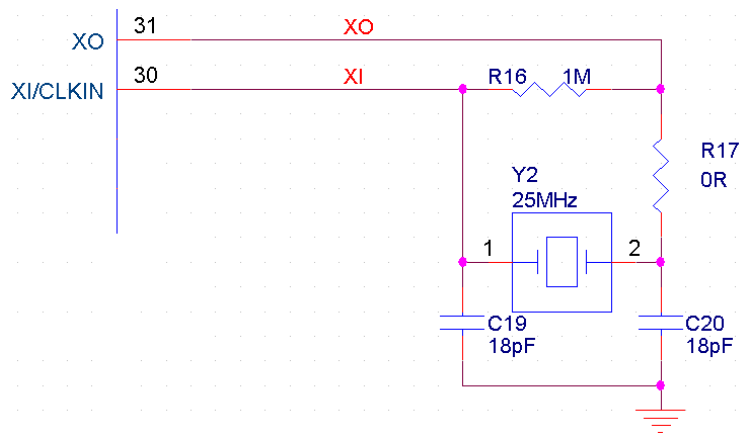 XO 31 XO
XI/CLKIN 30 XI R16 1M
R17
0R
Y2
25MHz
1 2
C19 C20
18pF 18pF